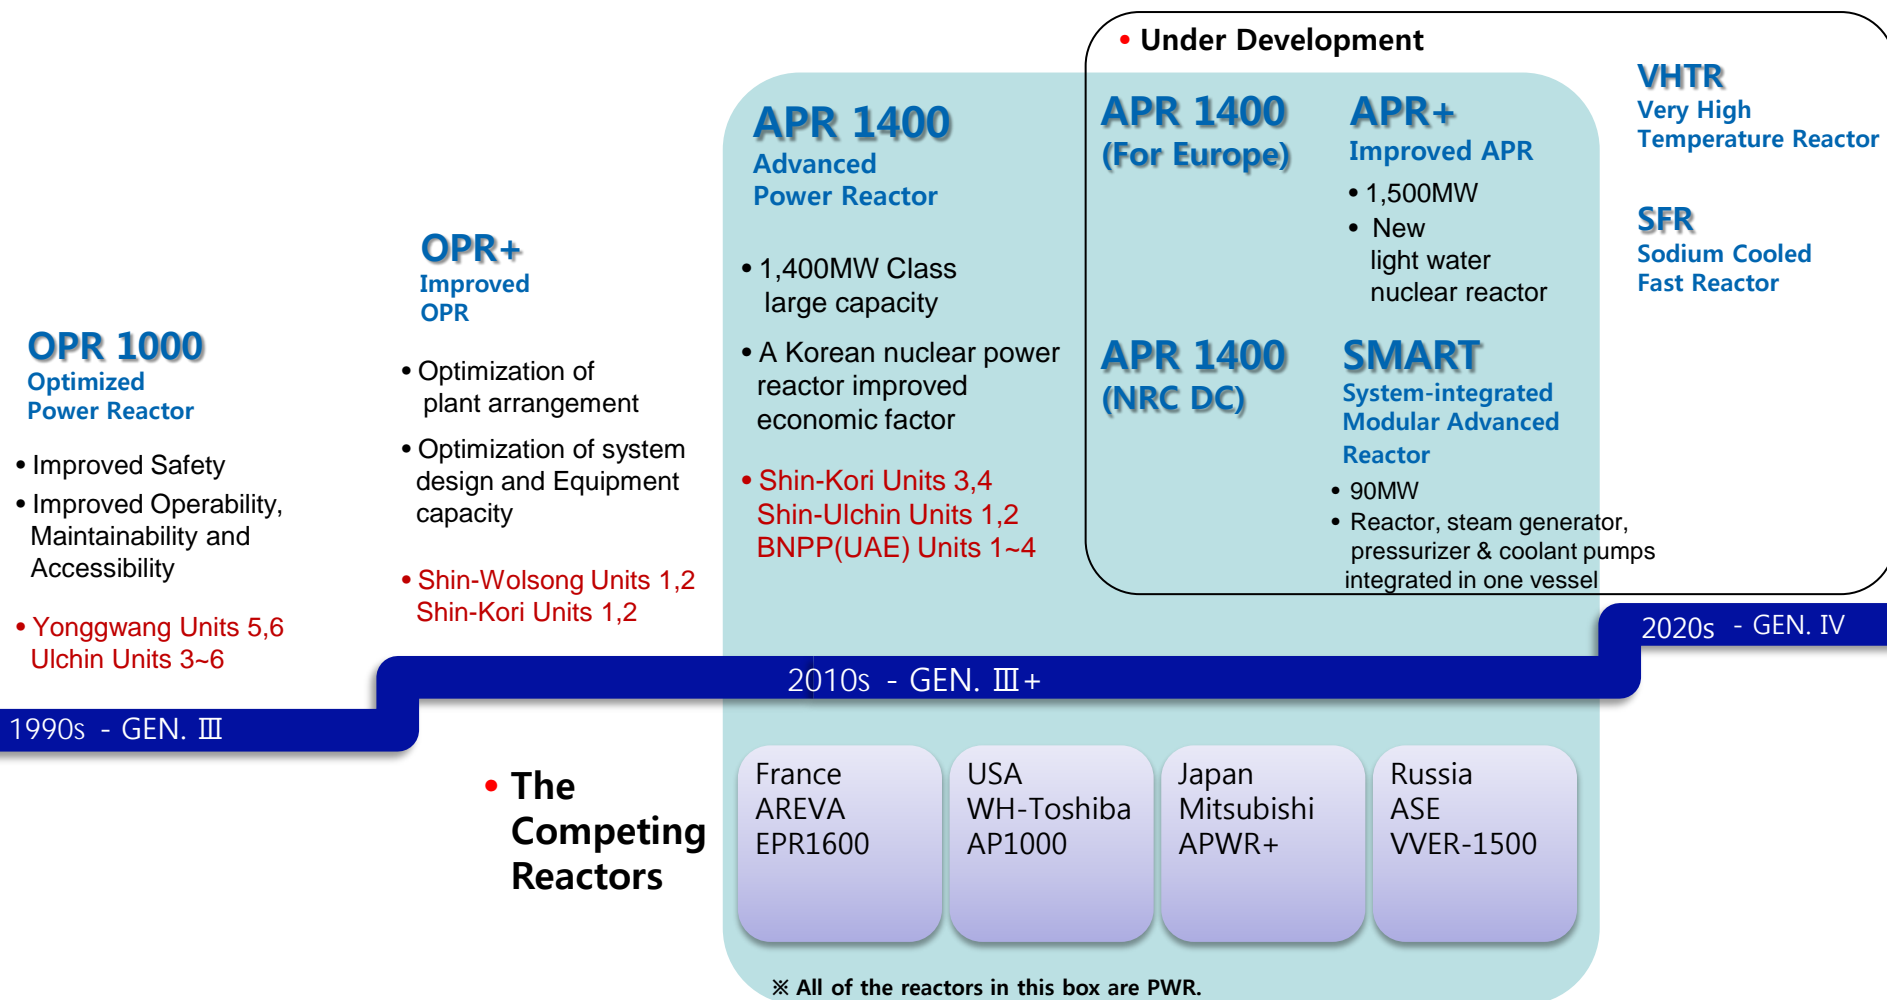 • Under Development
OPR 1000
Optimized
Power Reactor
• Improved Safety
• Improved Operability,
Maintainability and
Accessibility
• Yonggwang Units 5,6
Ulchin Units 3~6
OPR+
Improved
OPR
• Optimization of
plant arrangement
• Optimization of system
design and Equipment
capacity
• Shin-Wolsong Units 1,2
Shin-Kori Units 1,2
APR 1400
Advanced
Power Reactor
• 1,400MW Class
large capacity
• A Korean nuclear power
reactor improved
economic factor
• Shin-Kori Units 3,4
Shin-Ulchin Units 1,2
BNPP(UAE) Units 1~4
APR 1400
(For Europe)
APR 1400
(NRC DC)
APR+
Improved APR
• 1,500MW
• New
light water
nuclear reactor
SMART
System-integrated
Modular Advanced
Reactor
• 90MW
• Reactor, steam generator,
pressurizer & coolant pumps
integrated in one vessel
VHTR
Very High
Temperature Reactor
SFR
Sodium Cooled
Fast Reactor
1990s - GEN. Ⅲ
2010s - GEN. Ⅲ+
2020s - GEN. IV
• The
Competing
Reactors
France
AREVA
EPR1600
USA
WH-Toshiba
AP1000
Japan
Mitsubishi
APWR+
Russia
ASE
VVER-1500
※ All of the reactors in this box are PWR.